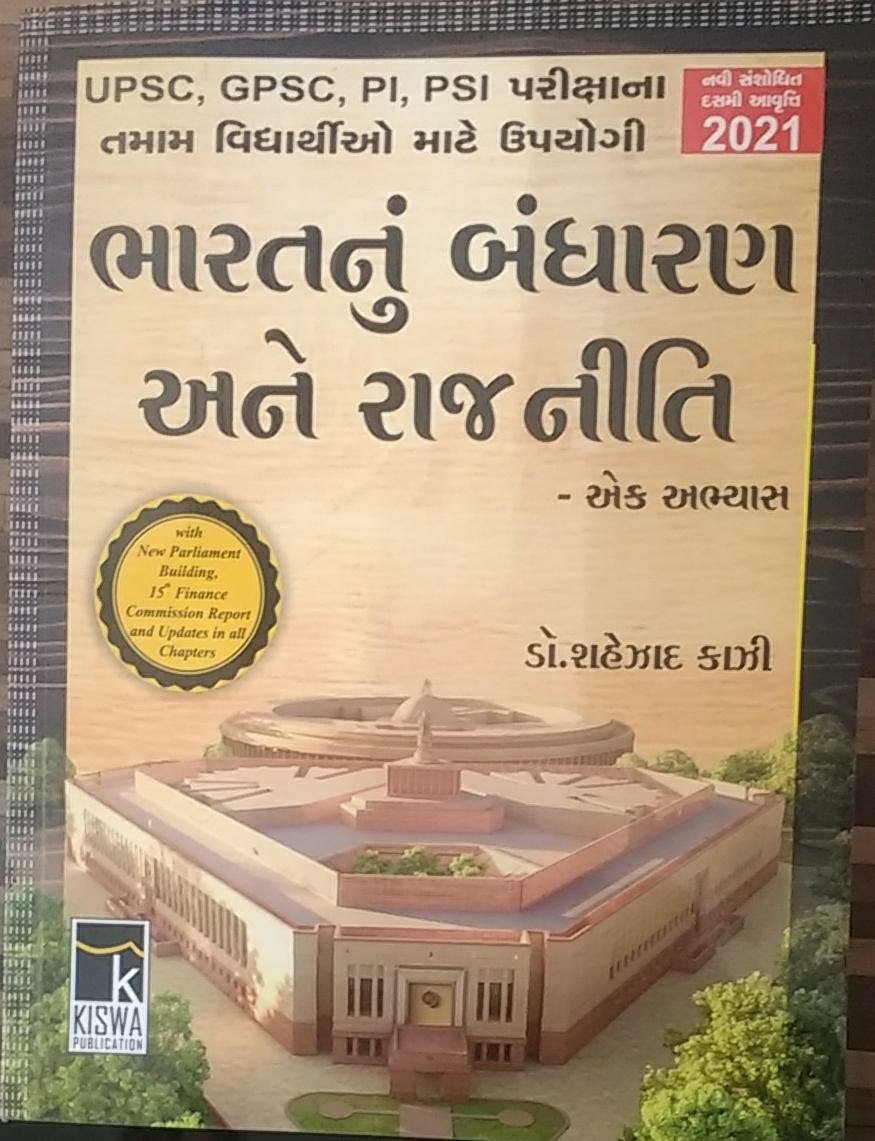 UPSC, GPSC, PI, PSI પરીક્ષાના
તમામ વિદ્યાર્થીઓ માટે ઉપયોગી
નવી સંશોધિત
દસમી આવૃત્તિ
2021
ભારતનું બંધારણ
અને રાજનીતિ
- એક અભ્યાસ
with
New Parliament
Building,
15th Finance
Commission Report
and Updates in all
Chapters
ડૉ.શહેઝાદ કાઝી
k
KISWA
PUBLICATION